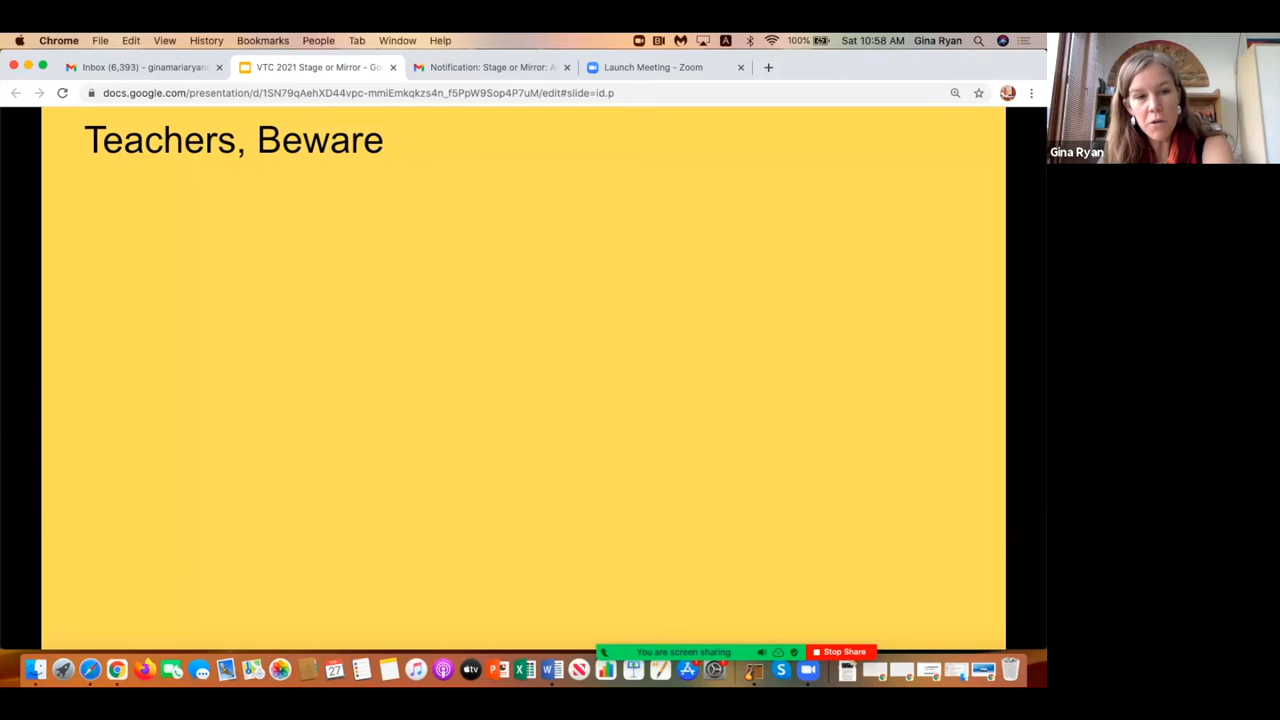 Chrome File Edit View History Bookmarks People Tab Window Help 100% Sat 10:58 AM Gina Ryan
Inbox (6,393) - ginamariaryan VTC 2021 Stage or Mirror - Go Notification: Stage or Mirror: A Launch Meeting - Zoom
docs.google.com/presentation/d/1SN79qAehXD44vpc-mmiEmkqkzs4n_f5PpW9Sop4P7uM/edit#slide=id.p
Teachers, Beware
Gina Ryan
You are screen sharing Stop Share